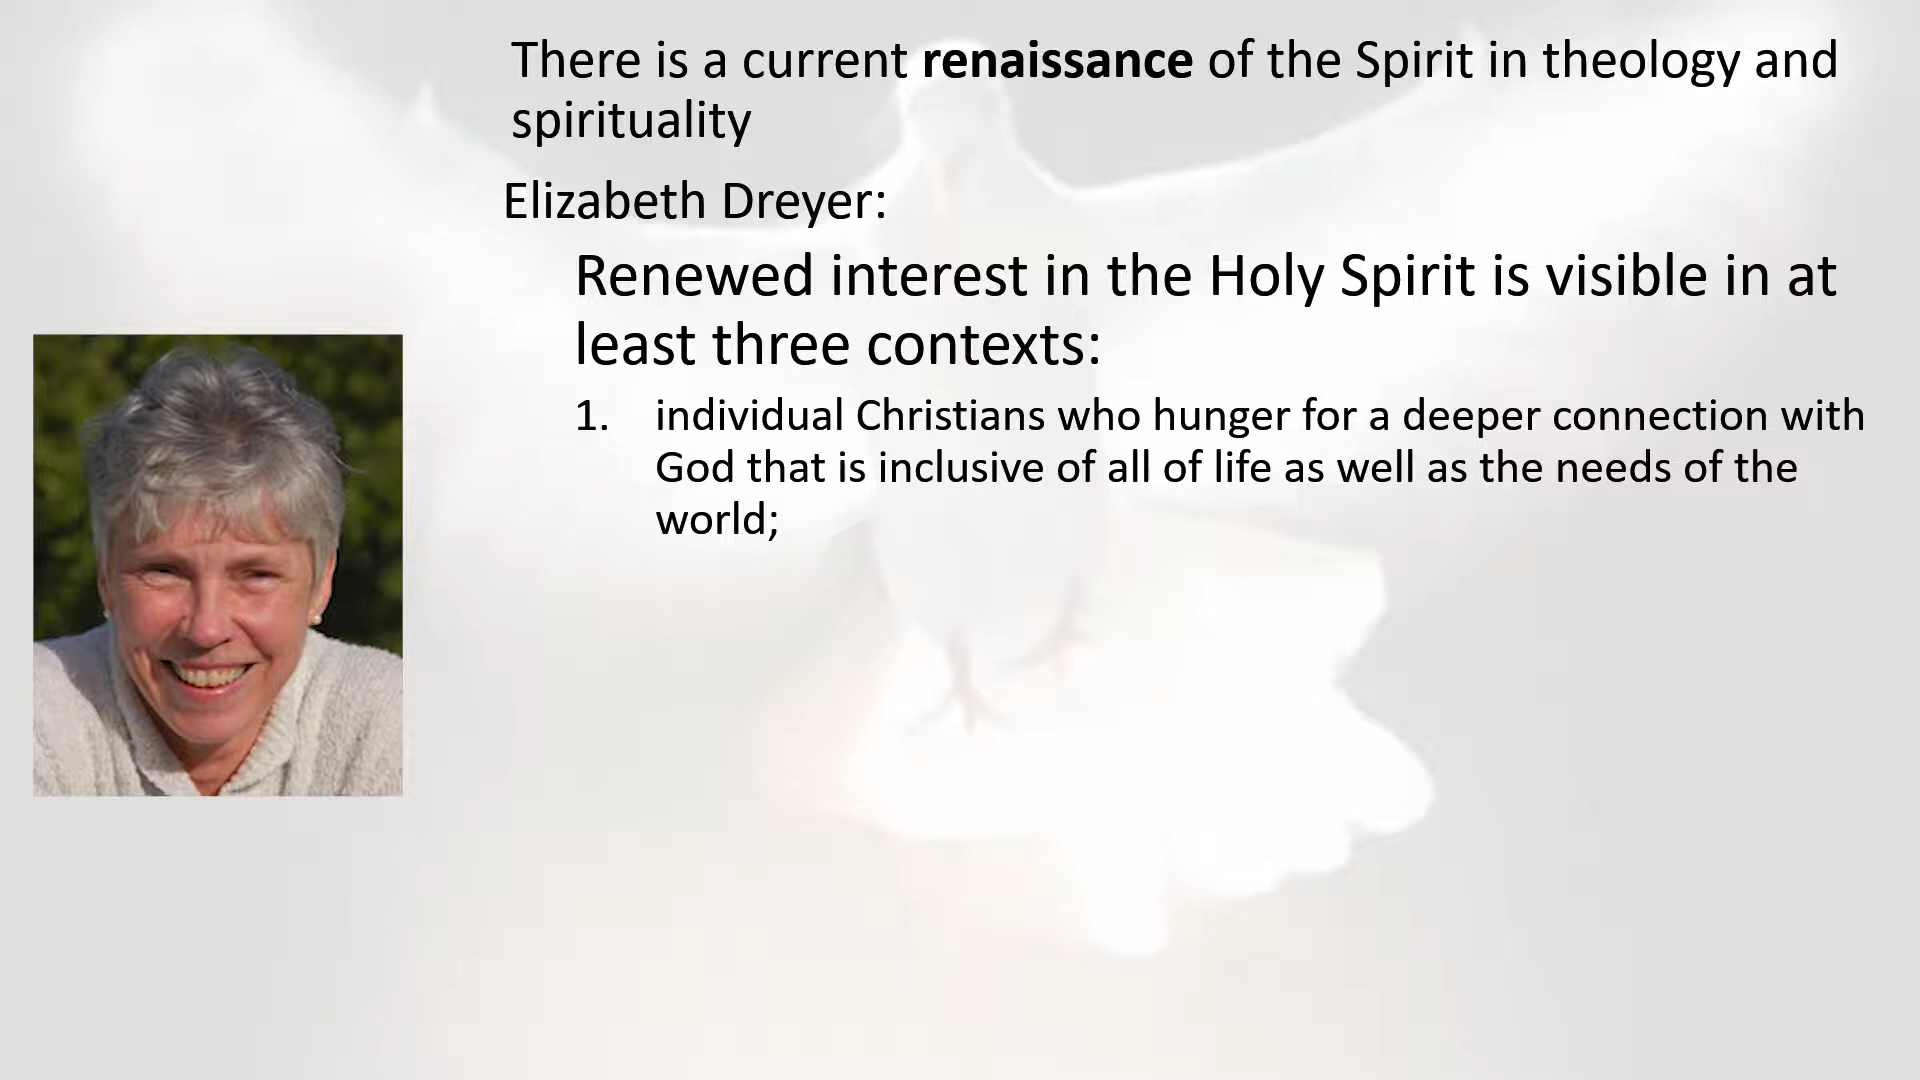 There is a current renaissance of the Spirit in theology and
spirituality
Elizabeth Dreyer:
Renewed interest in the Holy Spirit is visible in at
least three contexts:
1. individual Christians who hunger for a deeper connection with
God that is inclusive of all of life as well as the needs of the
world;